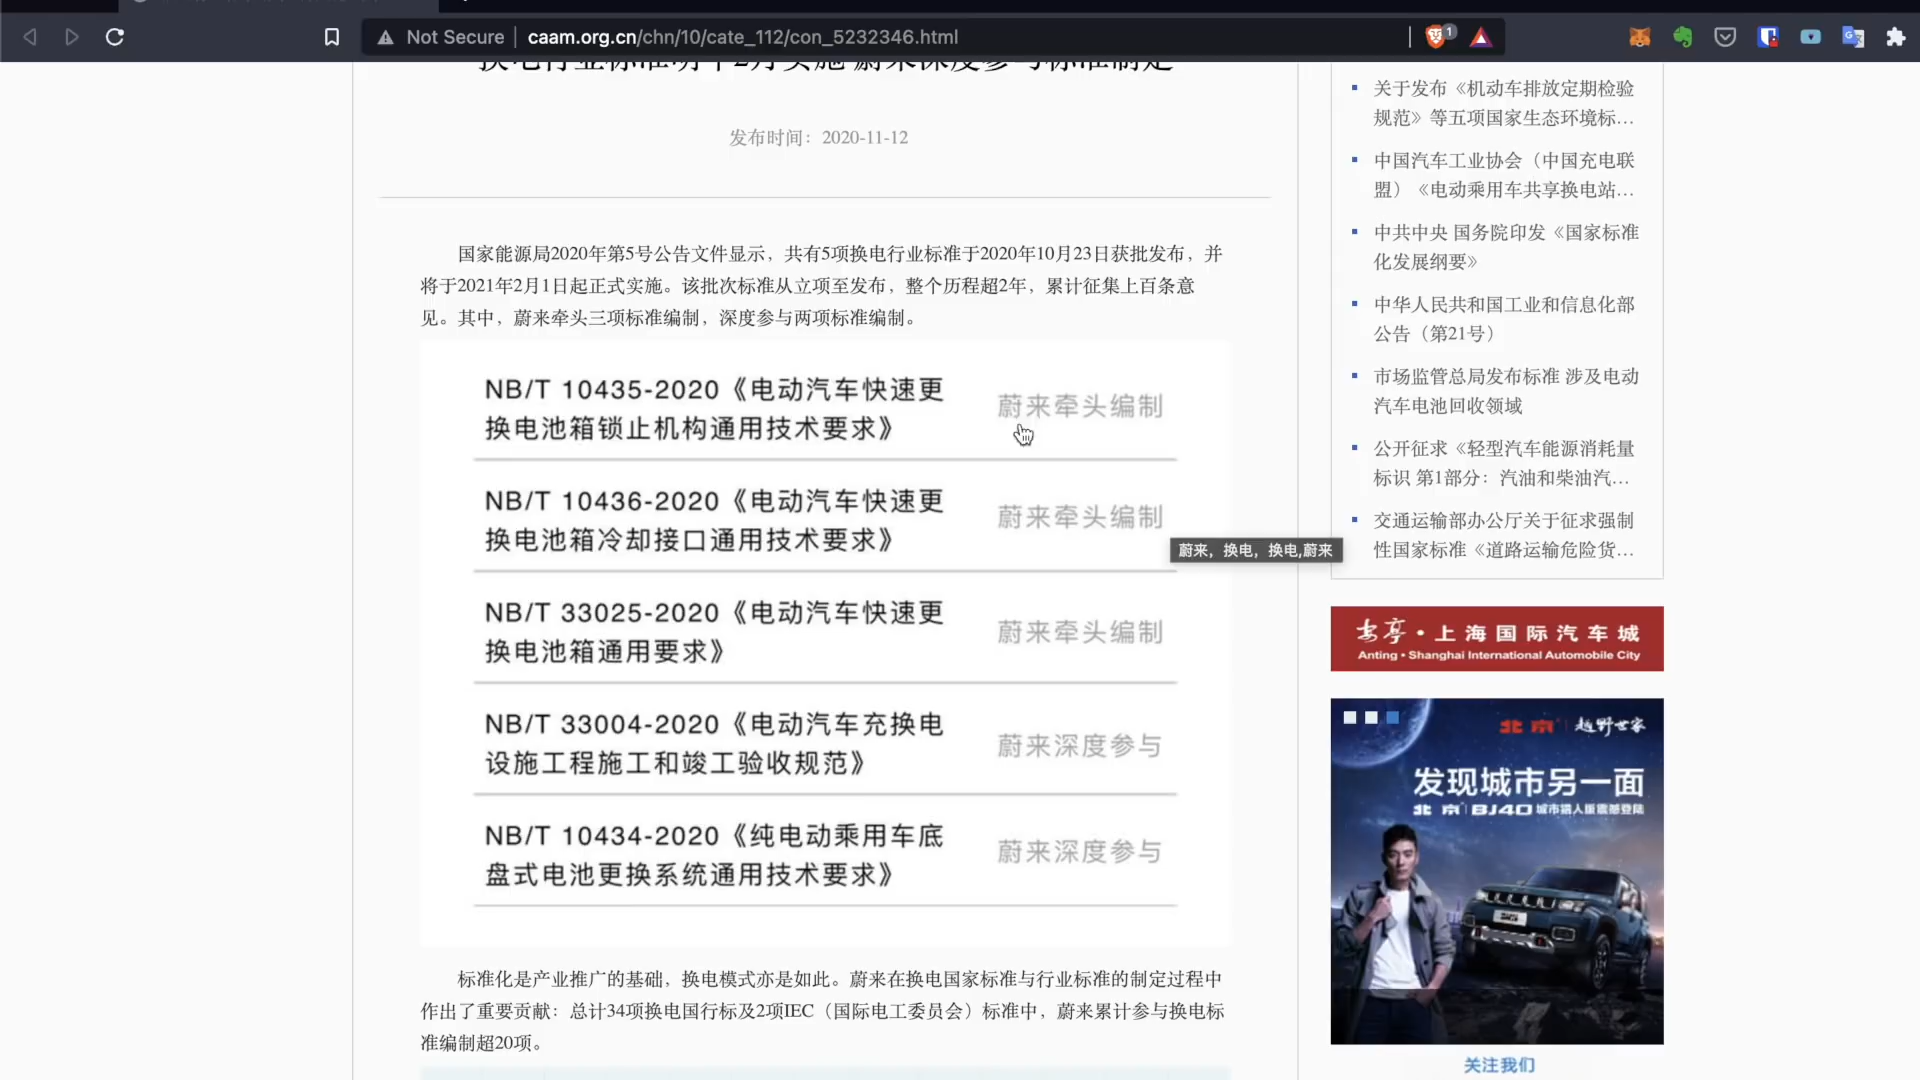 Not Secure
caam.org.cn/chn/10/cate_112/con_5232346.html
1
换电行业标准明年2月实施 蔚来深度参与标准制定
发布时间：2020-11-12
国家能源局2020年第5号公告文件显示，共有5项换电行业标准于2020年10月23日获批发布，并
将于2021年2月1日起正式实施。该批次标准从立项至发布，整个历程超2年，累计征集上百条意
见。其中，蔚来牵头三项标准编制，深度参与两项标准编制。
NB/T 10435-2020《电动汽车快速更
换电池箱锁止机构通用技术要求》
蔚来牵头编制
NB/T 10436-2020《电动汽车快速更
换电池箱冷却接口通用技术要求》
蔚来牵头编制
蔚来，换电，换电,蔚来
NB/T 33025-2020《电动汽车快速更
换电池箱通用要求》
蔚来牵头编制
NB/T 33004-2020《电动汽车充换电
设施工程施工和竣工验收规范》
蔚来深度参与
NB/T 10434-2020《纯电动乘用车底
盘式电池更换系统通用技术要求》
蔚来深度参与
标准化是产业推广的基础，换电模式亦是如此。蔚来在换电国家标准与行业标准的制定过程中
作出了重要贡献：总计34项换电国行标及2项IEC（国际电工委员会）标准中，蔚来累计参与换电标
准编制超20项。
关于发布《机动车排放定期检验
规范》等五项国家生态环境标…
中国汽车工业协会（中国充电联
盟）《电动乘用车共享换电站…
中共中央 国务院印发《国家标准
化发展纲要》
中华人民共和国工业和信息化部
公告（第21号）
市场监管总局发布标准 涉及电动
汽车电池回收领域
公开征求《轻型汽车能源消耗量
标识 第1部分：汽油和柴油汽…
交通运输部办公厅关于征求强制
性国家标准《道路运输危险货…
安亭·上海国际汽车城
Anting • Shanghai International Automobile City
北京 越野世家
发现城市另一面
北京 BJ40 城市猎人版震撼登陆
关注我们